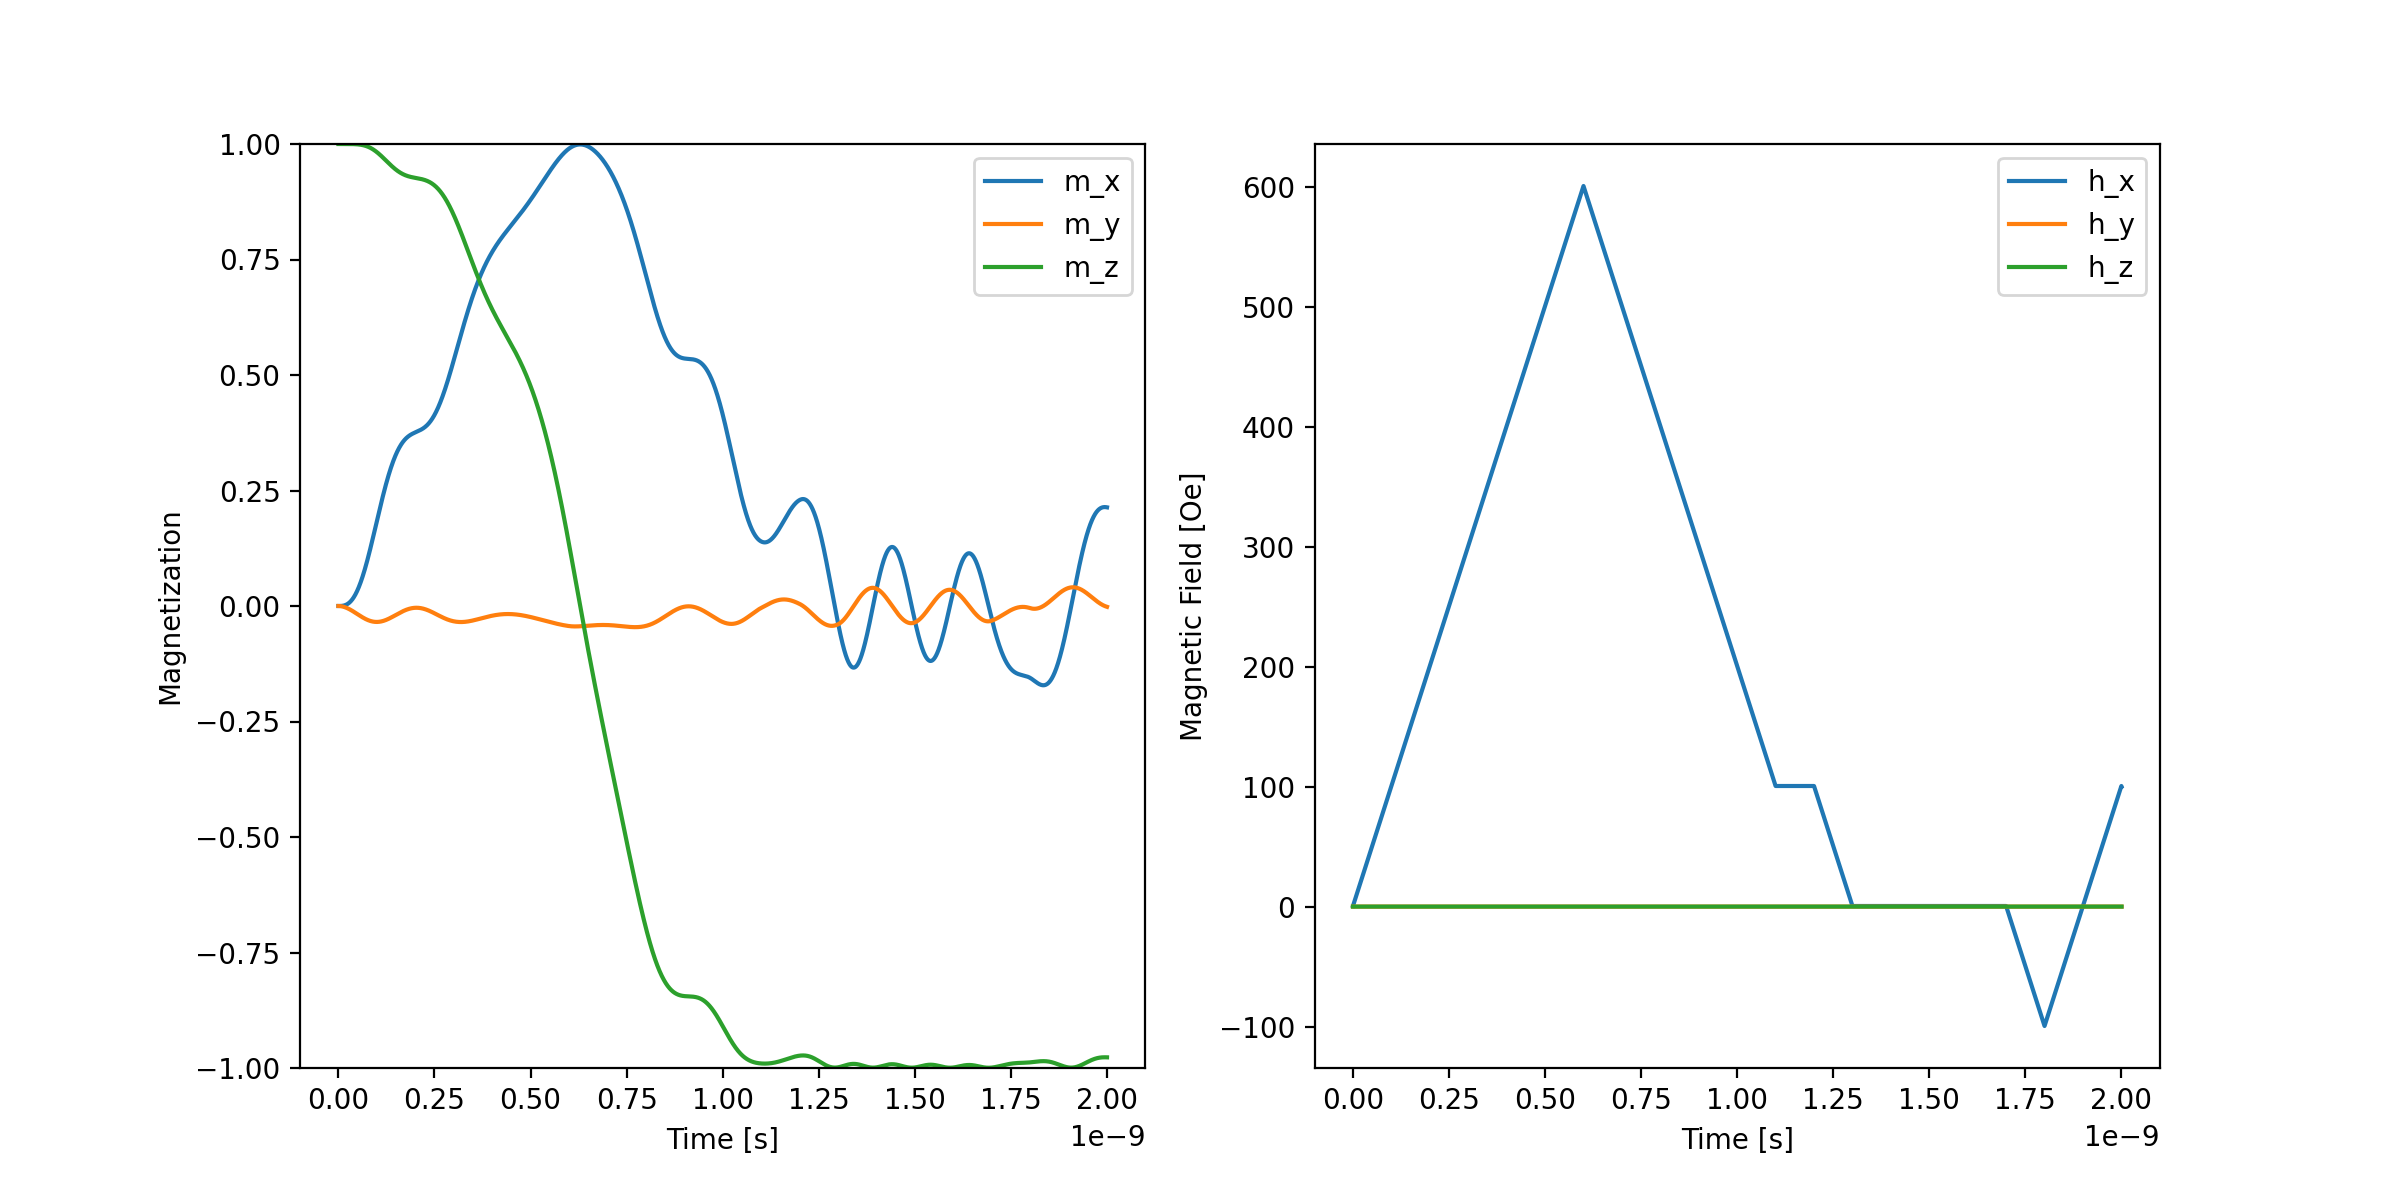 1.00
0.75
0.50
0.25
0.00
−0.25
−0.50
−0.75
−1.00
Magnetization
m_x
m_y
m_z
0.00 0.25 0.50 0.75 1.00 1.25 1.50 1.75 2.00
Time [s]
1e−9
600
500
400
300
200
100
0
−100
Magnetic Field [Oe]
h_x
h_y
h_z
0.00 0.25 0.50 0.75 1.00 1.25 1.50 1.75 2.00
Time [s]
1e−9